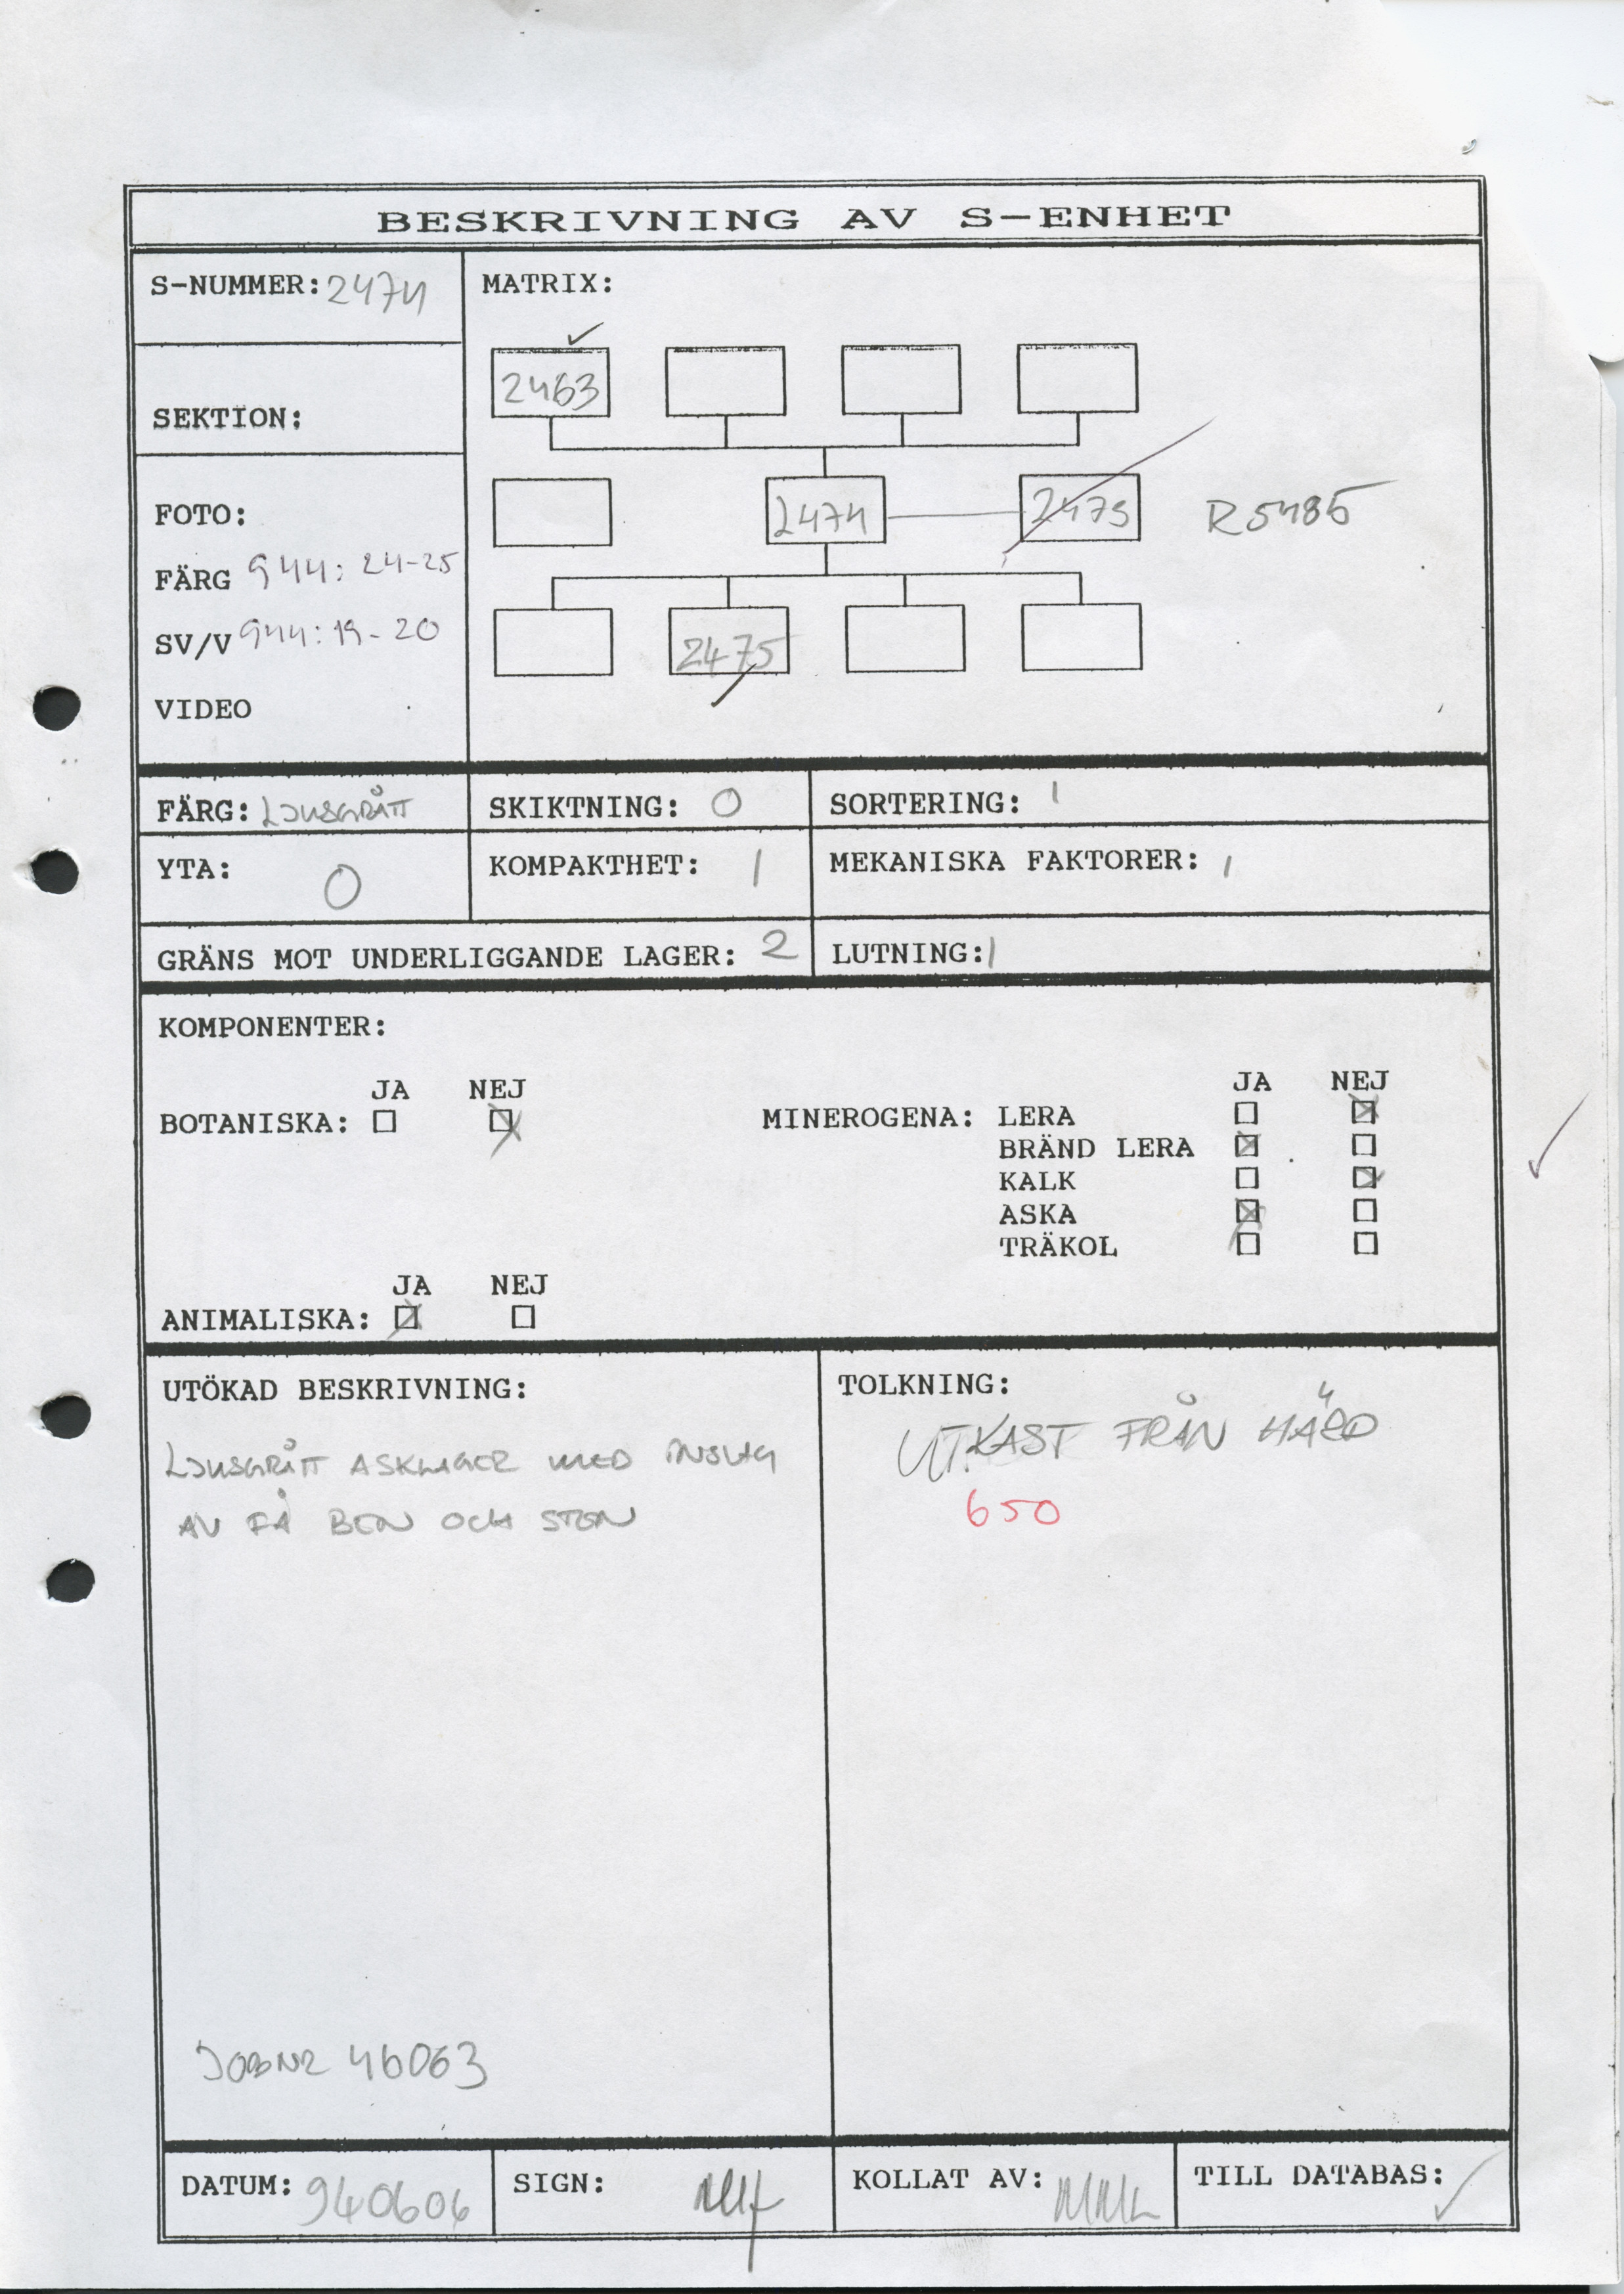 BESKRIVNING AV S-ENHET
S-NUMMER: 2474
MATRIX:
2463
SEKTION:
FOTO:
2474 2475 R5485
FÄRG 944: 24-25
SV/V 944: 19-20
2475
VIDEO
FÄRG: LJUSGRÅTT SKIKTNING: 0 SORTERING: 1
YTA: 0 KOMPAKTHET: 1 MEKANISKA FAKTORER: 1
GRÄNS MOT UNDERLIGGANDE LAGER: 2 LUTNING: 1
KOMPONENTER:
JA NEJ
BOTANISKA:
JA NEJ
MINEROGENA: LERA
BRÄND LERA
KALK
ASKA
TRÄKOL
JA NEJ
ANIMALISKA:
UTÖKAD BESKRIVNING:
LJUSGRÅTT ASKLAGER MED INSLAG
AV FÅ BEN OCH STEN
JOBNR 46063
TOLKNING:
UTKAST FRÅN HÄRD
650
DATUM: 940606 SIGN: KOLLAT AV: TILL DATABAS: